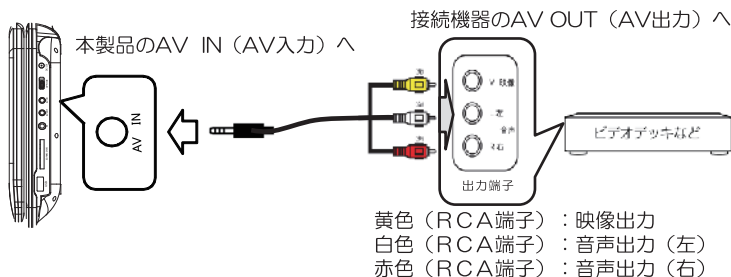 接続機器のAV OUT（AV出力）へ
本製品のAV IN（AV入力）へ
AV IN
V 映像
左
音声
右
出力端子
ビデオデッキなど
黄色（RCA端子）：映像出力
白色（RCA端子）：音声出力（左）
赤色（RCA端子）：音声出力（右）